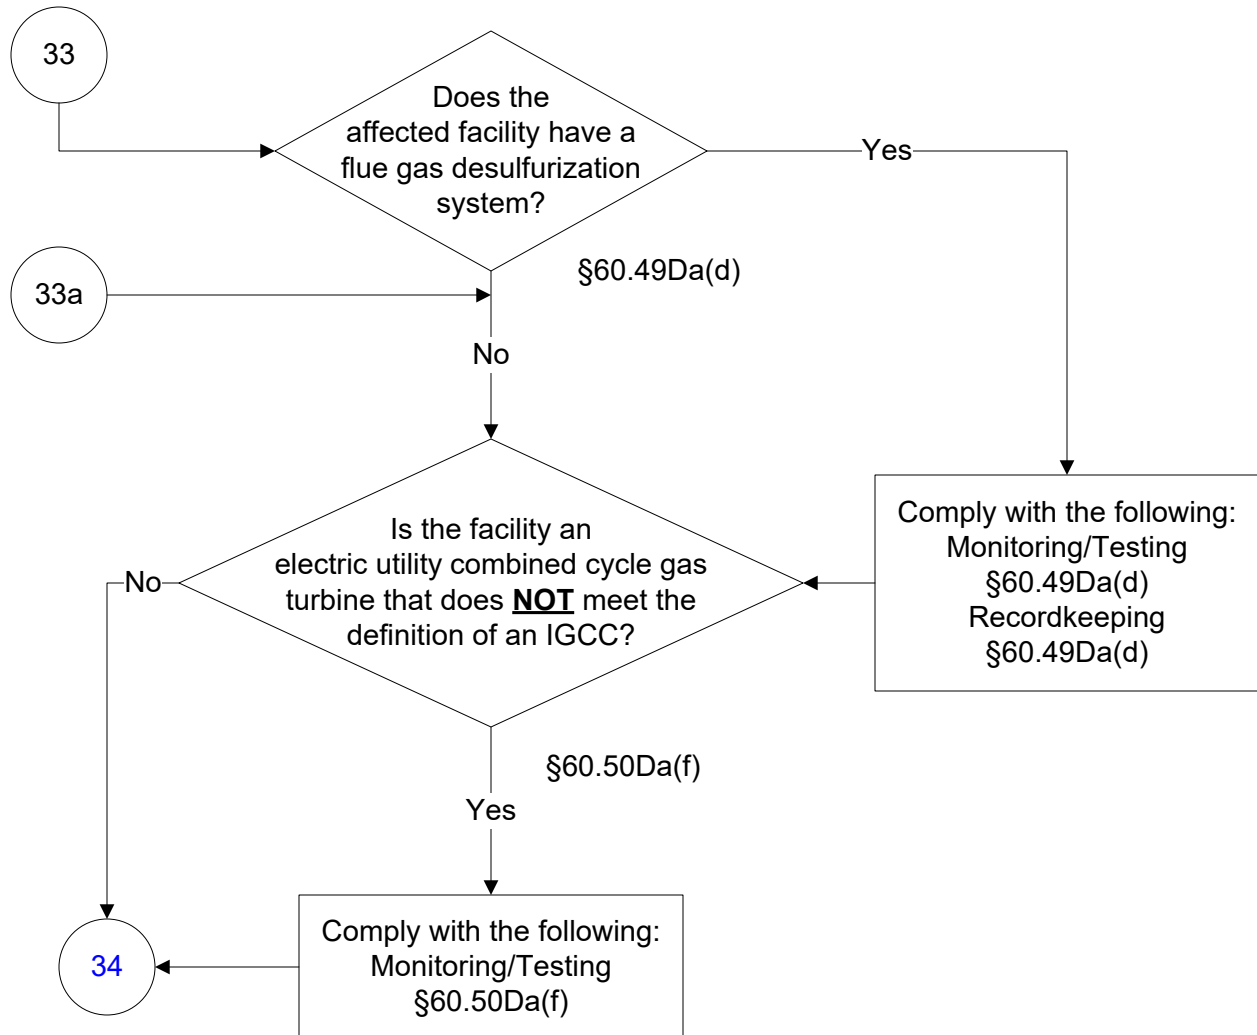 33
Does the
affected facility have a
flue gas desulfurization
system?
Yes
§60.49Da(d)
33a
No
Is the facility an
electric utility combined cycle gas
turbine that does NOT meet the
definition of an IGCC?
No
Comply with the following:
Monitoring/Testing
§60.49Da(d)
Recordkeeping
§60.49Da(d)
§60.50Da(f)
Yes
Comply with the following:
Monitoring/Testing
§60.50Da(f)
34